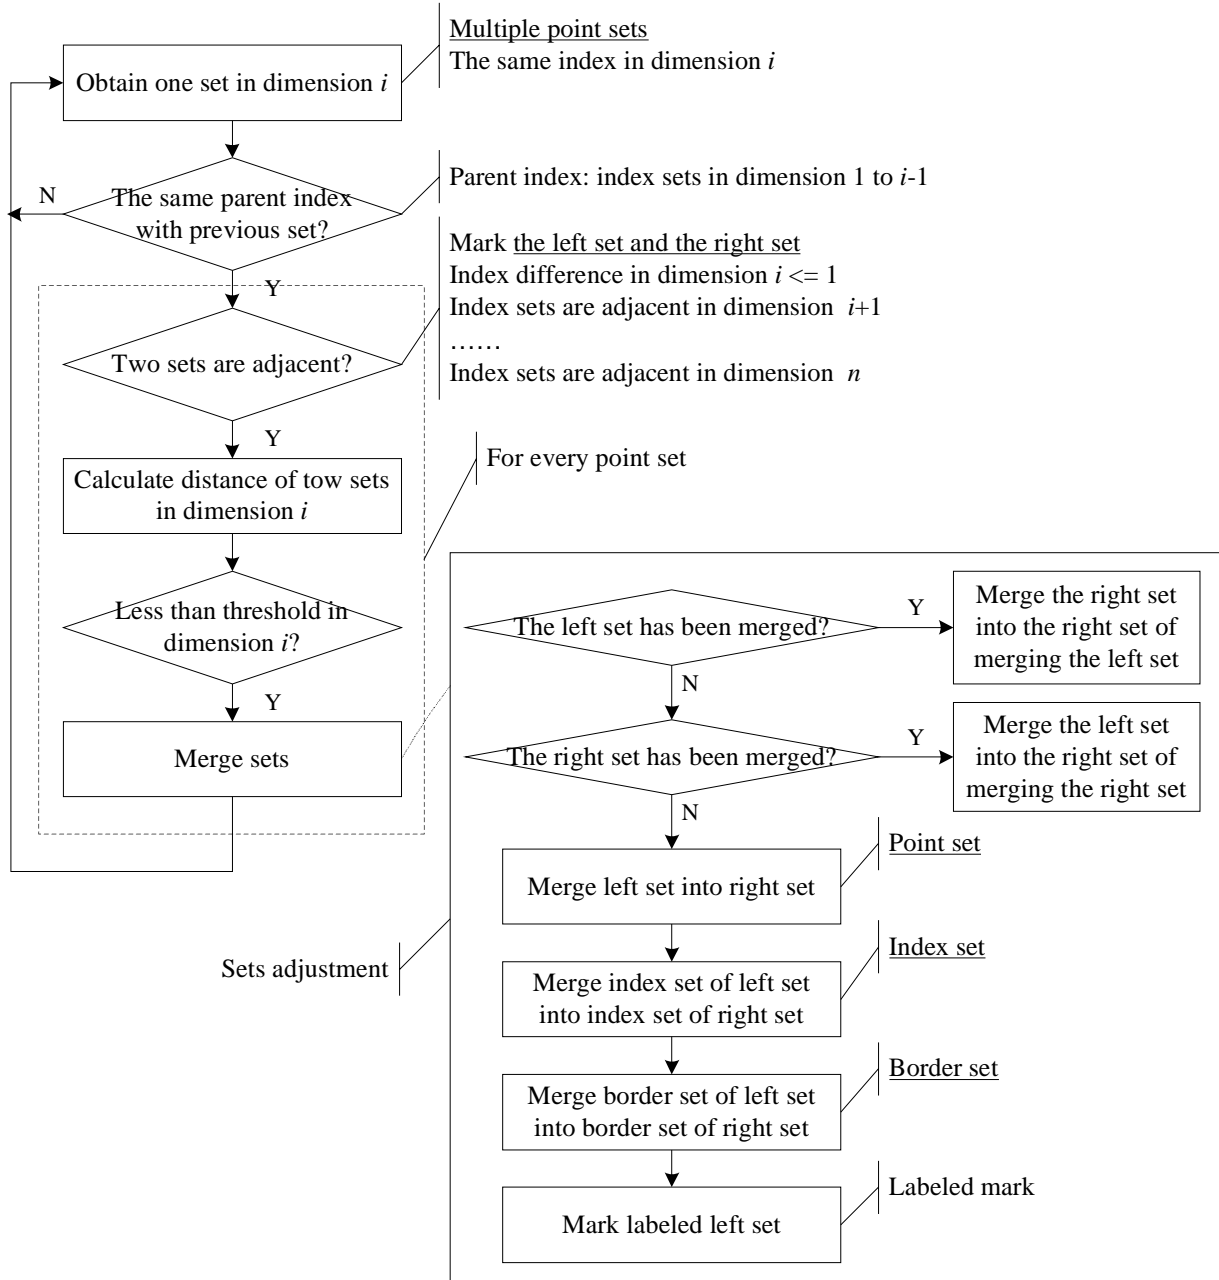 Multiple point sets
The same index in dimension i
Obtain one set in dimension i
N
The same parent index
with previous set?
Parent index: index sets in dimension 1 to i-1
Y
Mark the left set and the right set
Index difference in dimension i <= 1
Index sets are adjacent in dimension i+1
……
Index sets are adjacent in dimension n
Two sets are adjacent?
Y
Calculate distance of tow sets
in dimension i
For every point set
Less than threshold in
dimension i?
Y
Merge sets
The left set has been merged?
Y
Merge the right set
into the right set of
merging the left set
N
The right set has been merged?
Y
Merge the left set
into the right set of
merging the right set
N
Merge left set into right set
Point set
Sets adjustment
Merge index set of left set
into index set of right set
Index set
Merge border set of left set
into border set of right set
Border set
Mark labeled left set
Labeled mark